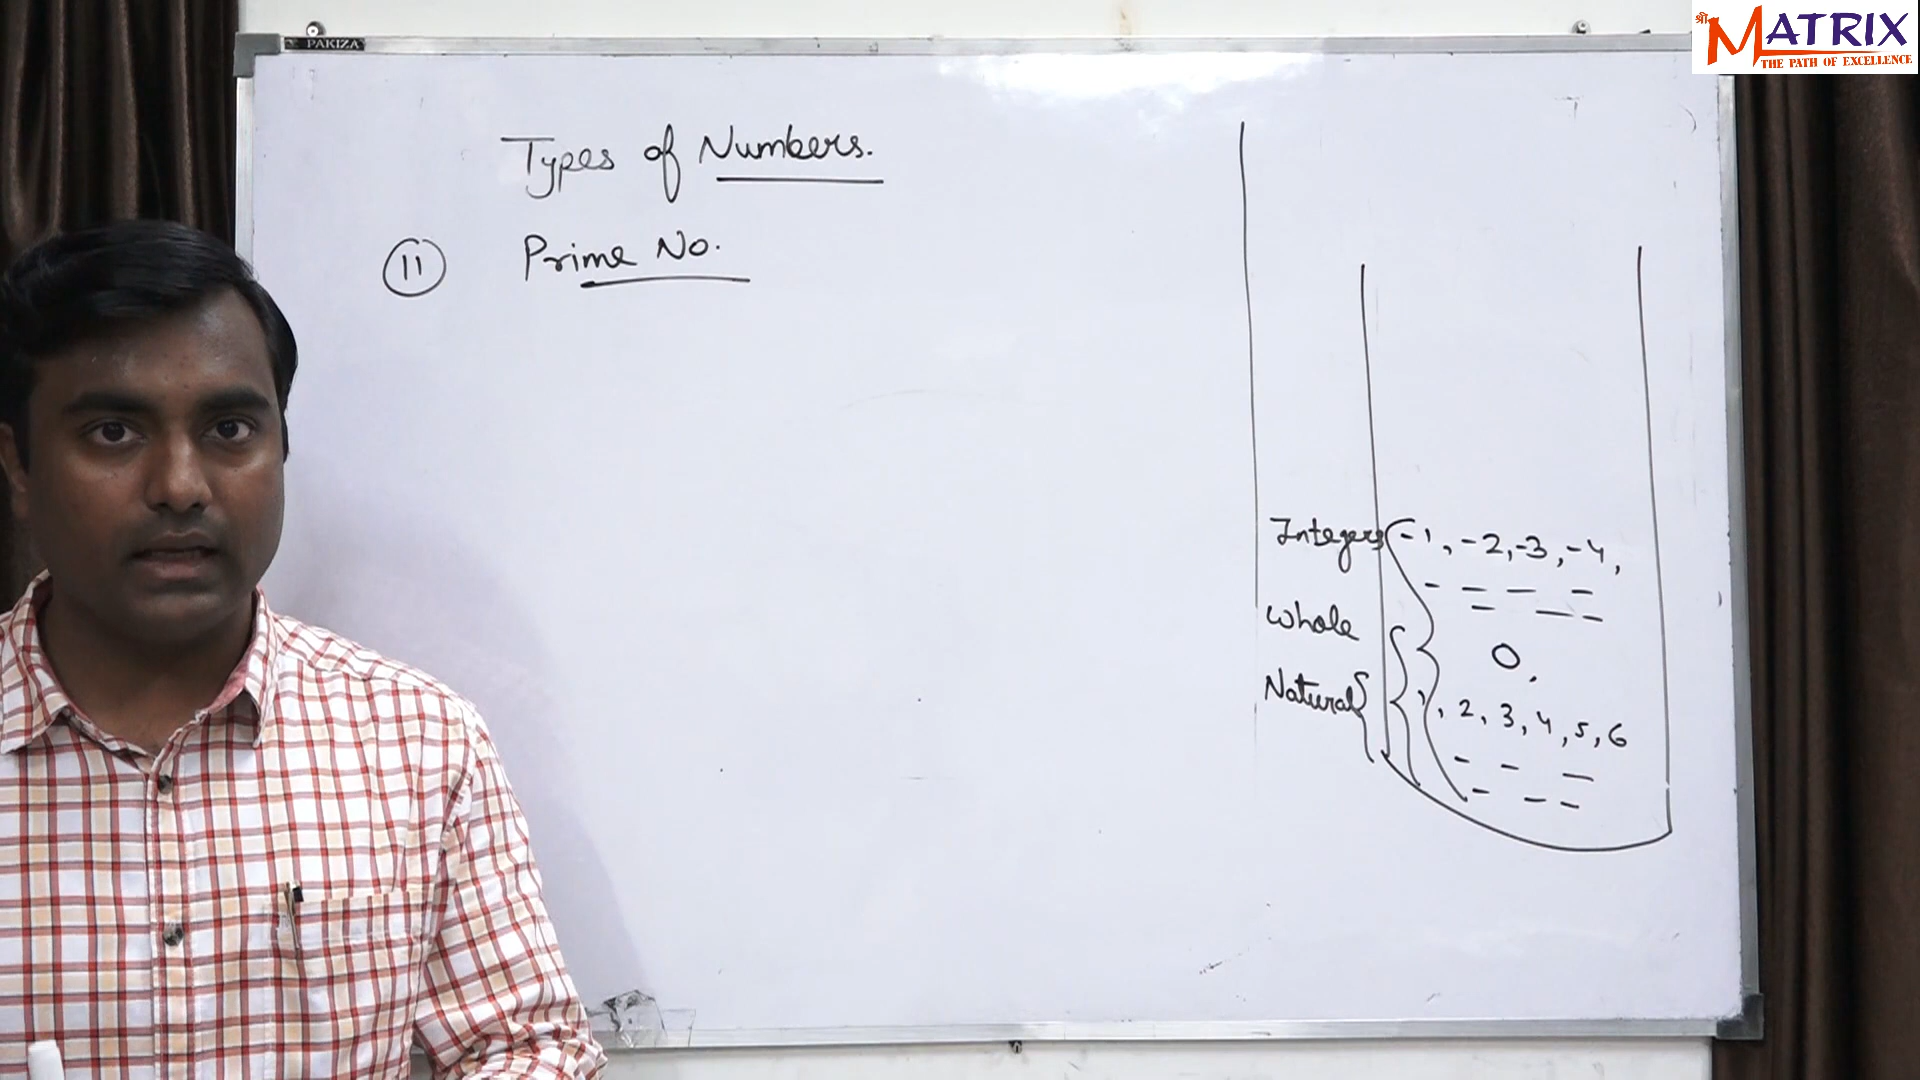 PAKIZA
श्री MATRIX
THE PATH OF EXCELLENCE
Types of Numbers.
11 Prime No.
Integers -1, -2, -3, -4,
Whole 0,
Natural 1, 2, 3, 4, 5, 6